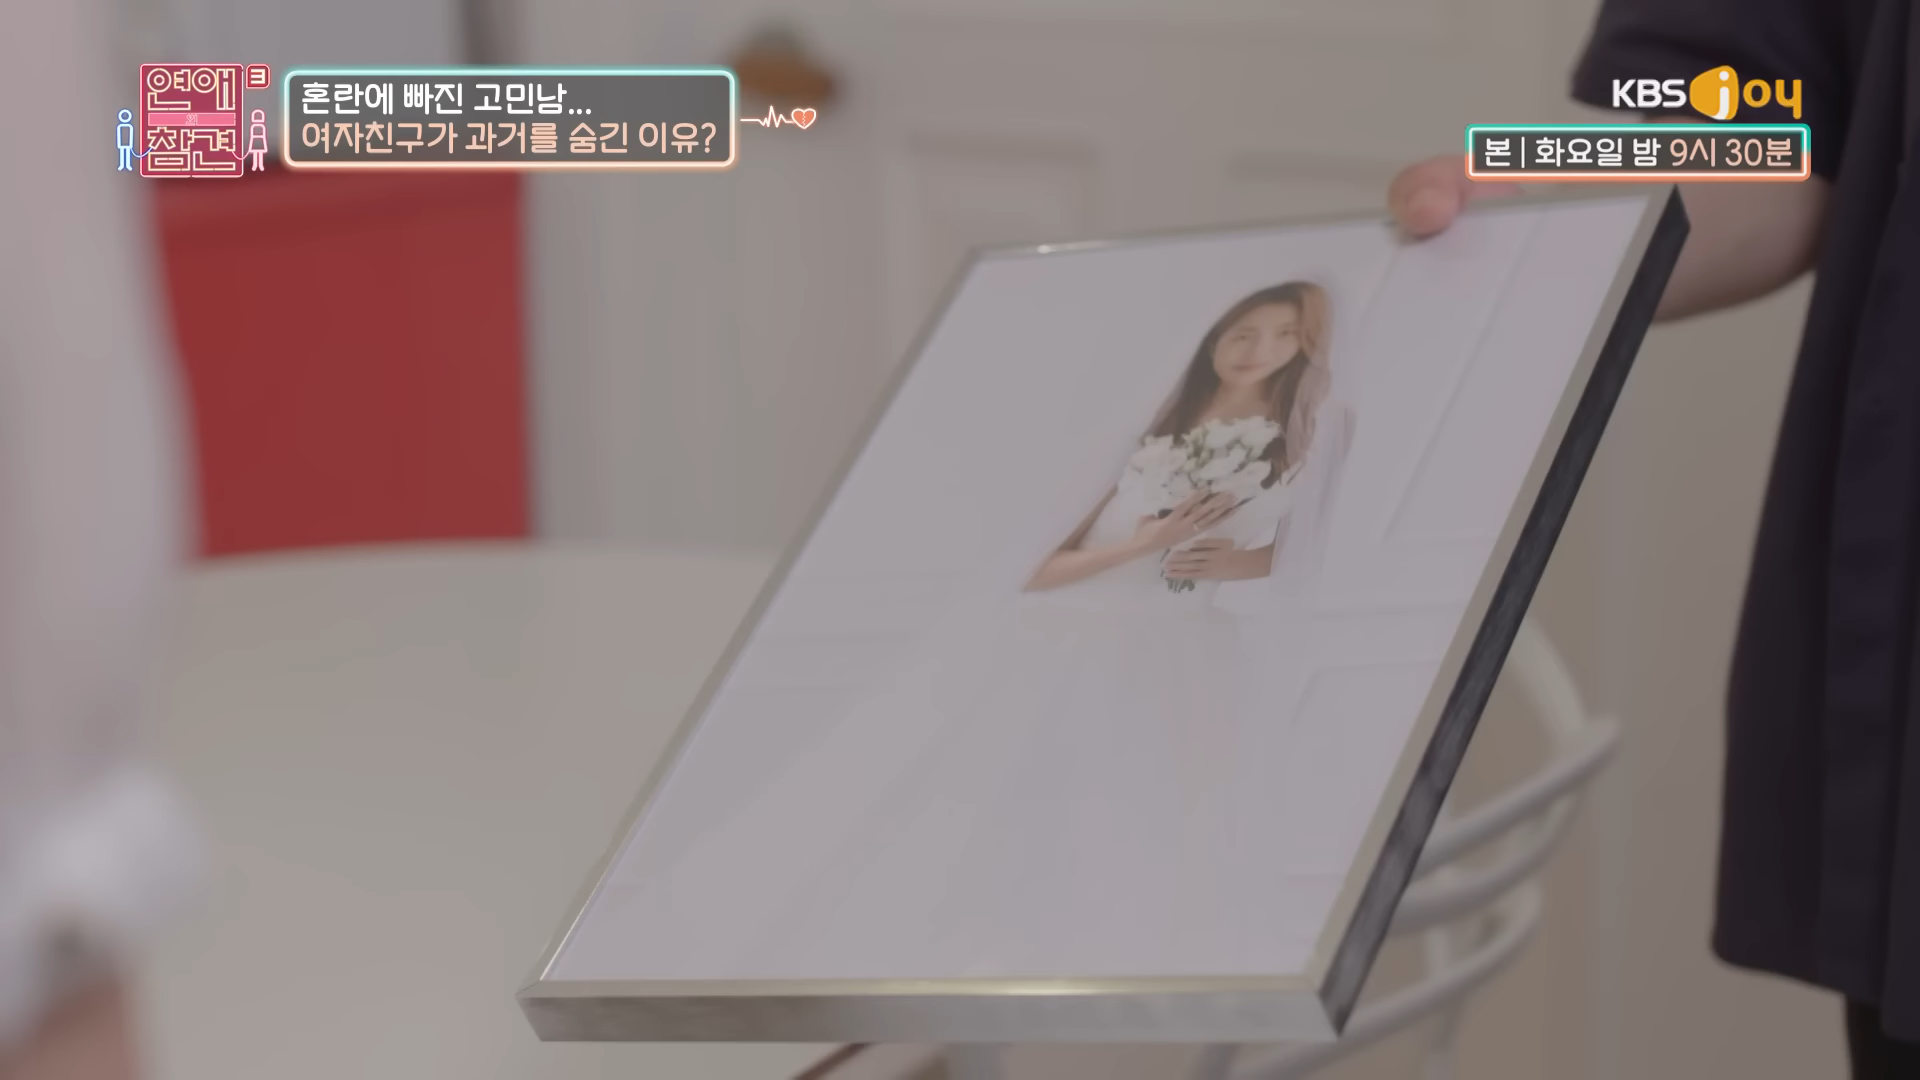 연애의 참견 3
혼란에 빠진 고민남...
여자친구가 과거를 숨긴 이유?
KBS joy
본 | 화요일 밤 9시 30분